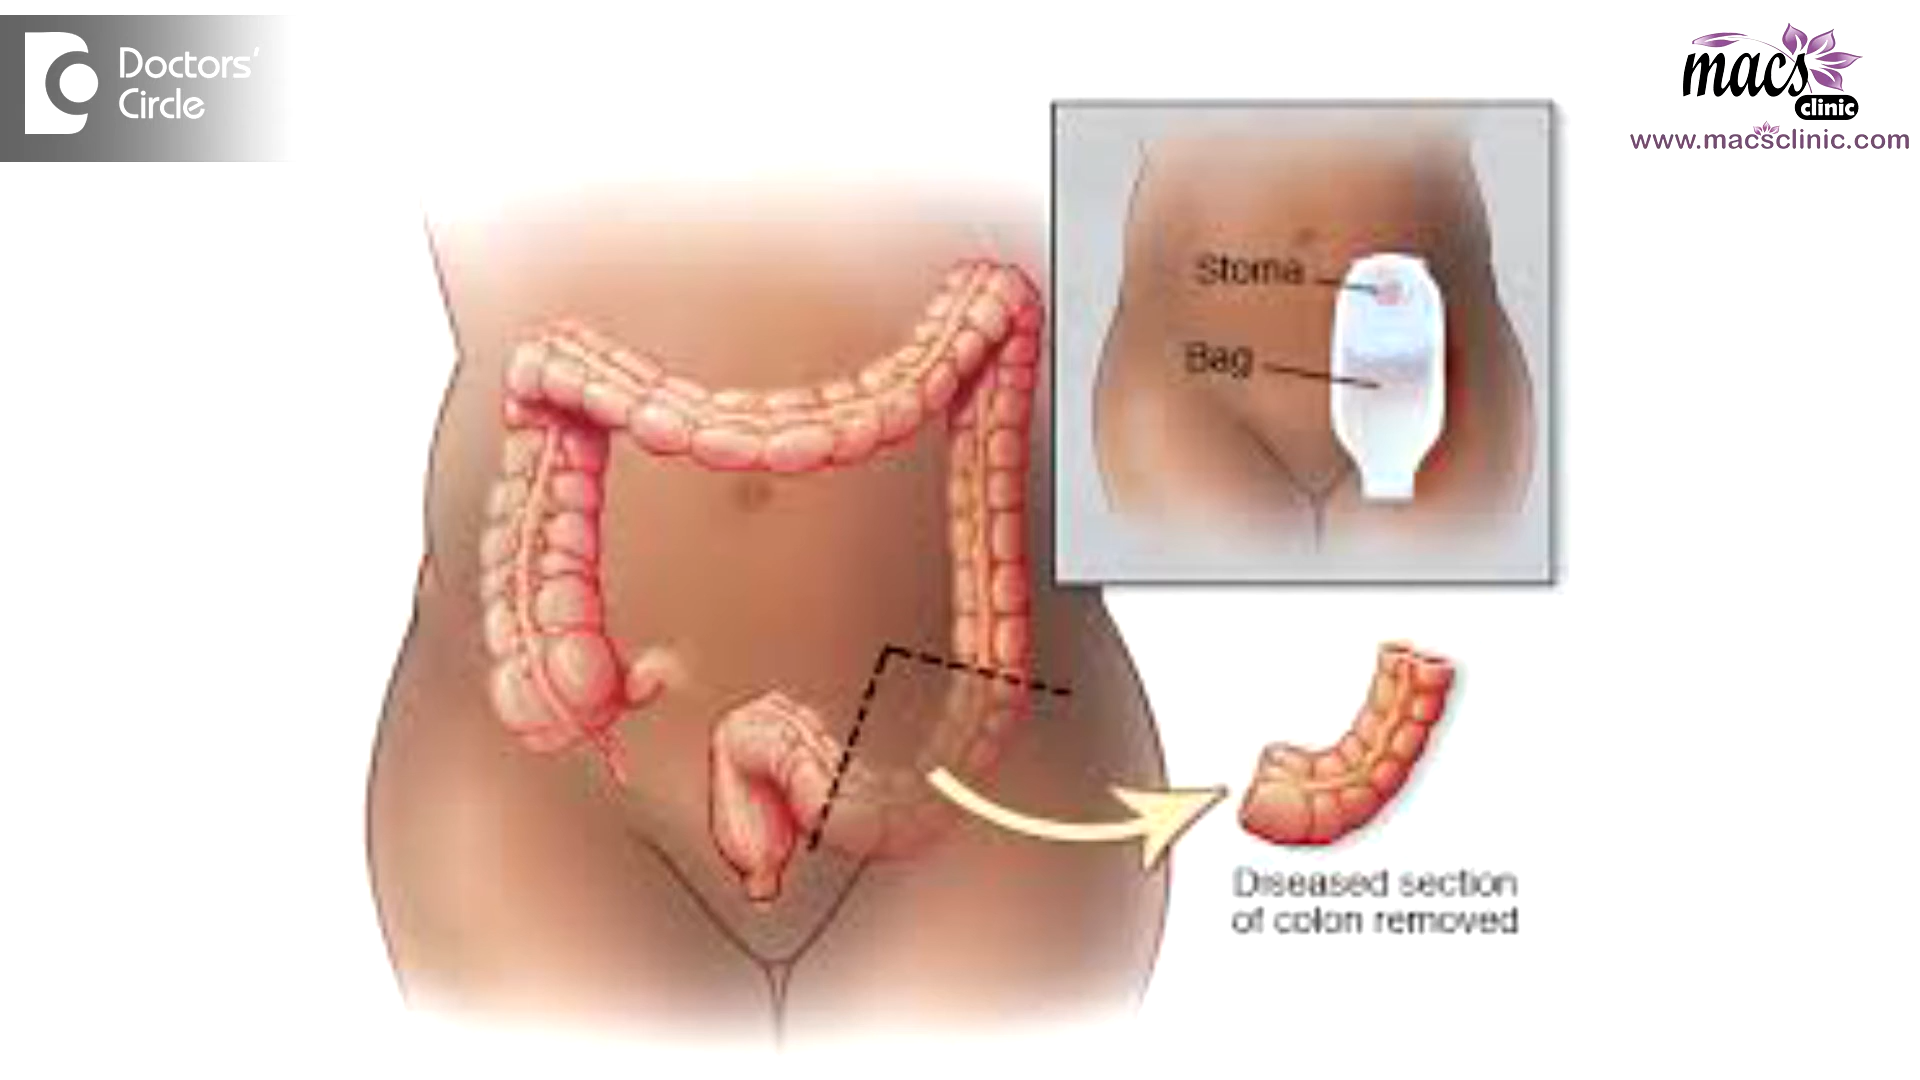 Doctors'
Circle
macs
clinic
www.macsclinic.com
Stoma
Bag
Diseased section
of colon removed